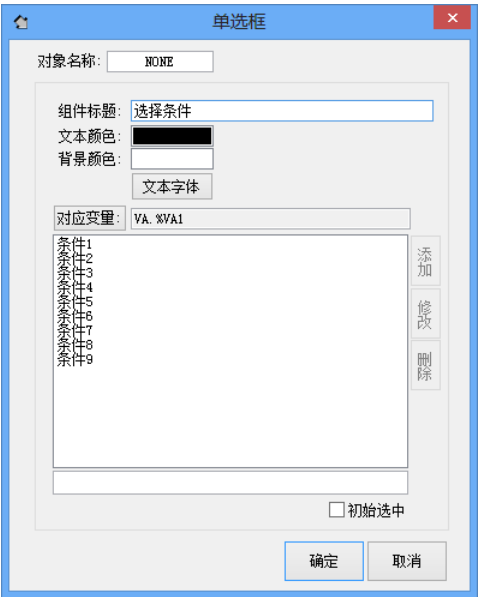 单选框
对象名称: NONE
组件标题: 选择条件
文本颜色:
背景颜色:
文本字体
对应变量: VA.%VA1
条件1
条件2
条件3
条件4
条件5
条件6
条件7
条件8
条件9
添加
修改
删除
初始选中
确定 取消